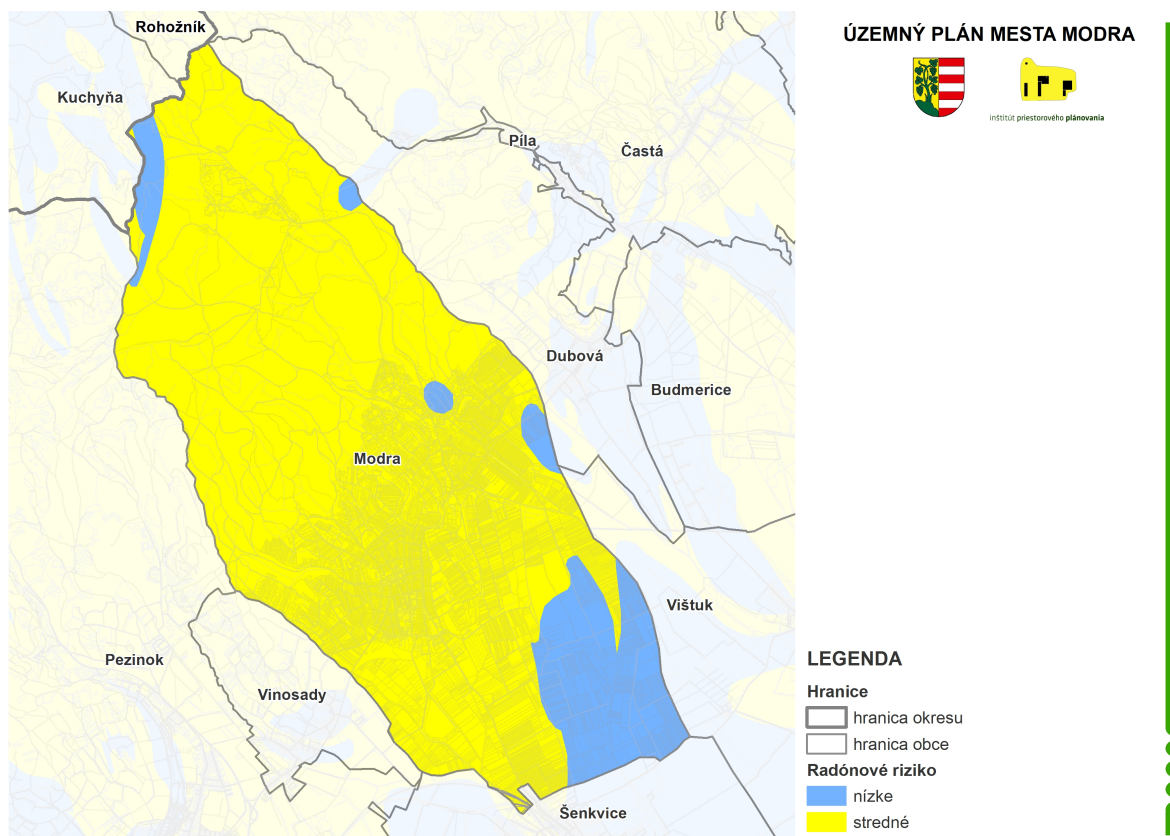 Rohožník
ÚZEMNÝ PLÁN MESTA MODRA
Kuchyňa
inštitút priestorového plánovania
Píla
Častá
Dubová
Budmerice
Modra
Vištuk
Pezinok
Vinosady
Šenkvice
LEGENDA
Hranice
hranica okresu
hranica obce
Radónové riziko
nízke
stredné